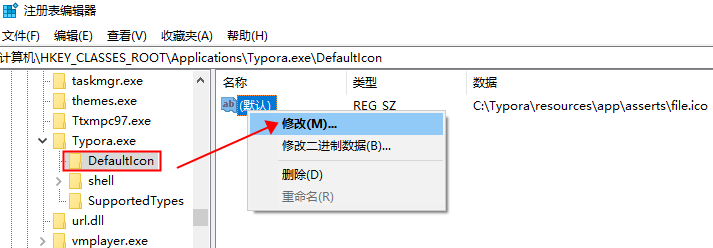 注册表编辑器
文件(F) 编辑(E) 查看(V) 收藏夹(A) 帮助(H)
计算机\HKEY_CLASSES_ROOT\Applications\Typora.exe\DefaultIcon
taskmgr.exe
themes.exe
Ttxmpc97.exe
Typora.exe
DefaultIcon
shell
SupportedTypes
url.dll
vmplayer.exe
名称 类型 数据
ab (默认) REG_SZ C:\Typora\resources\app\asserts\file.ico
修改(M)...
修改二进制数据(B)...
删除(D)
重命名(R)